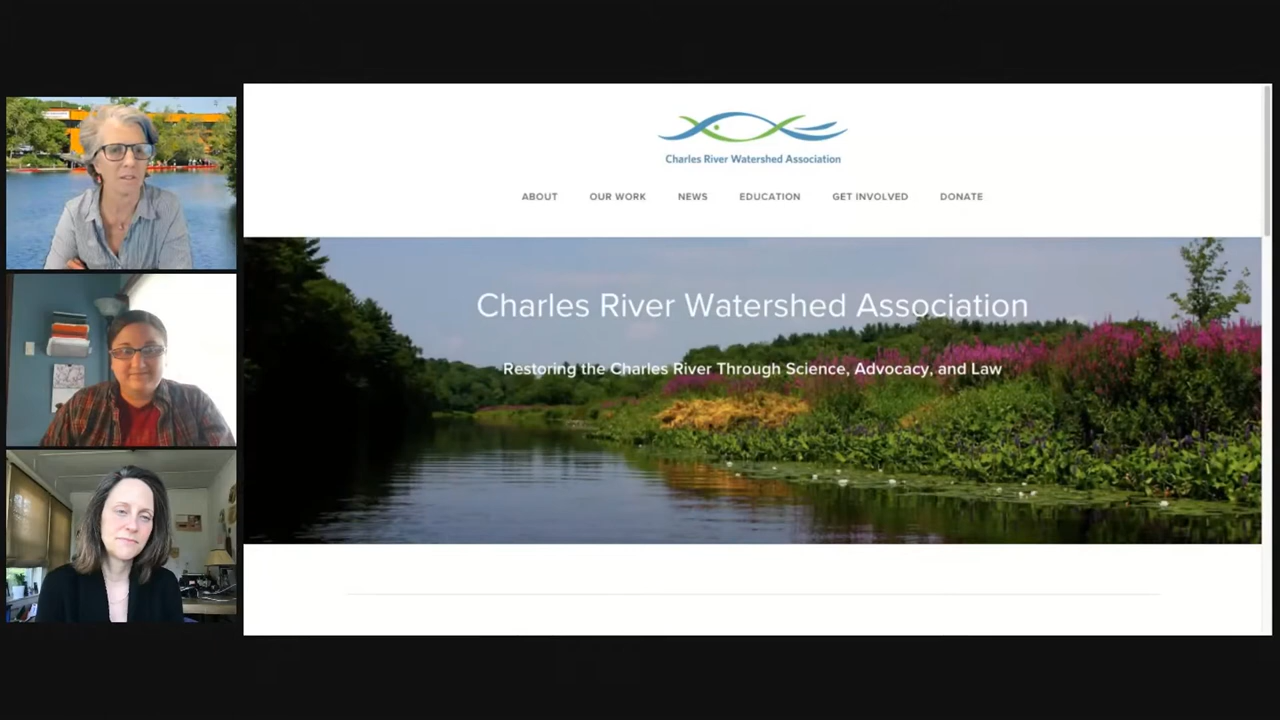 Charles River Watershed Association
ABOUT OUR WORK NEWS EDUCATION GET INVOLVED DONATE
Charles River Watershed Association
Restoring the Charles River Through Science, Advocacy, and Law